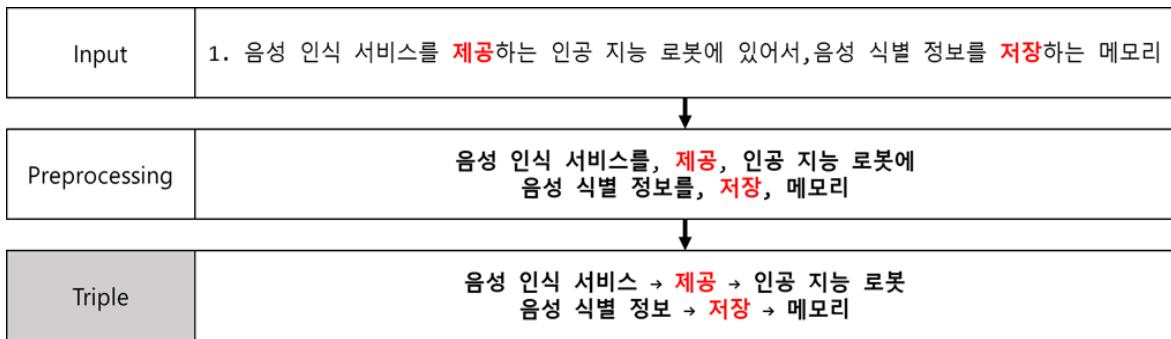 Input
1. 음성 인식 서비스를 제공하는 인공 지능 로봇에 있어서,음성 식별 정보를 저장하는 메모리
Preprocessing
음성 인식 서비스를, 제공, 인공 지능 로봇에
음성 식별 정보를, 저장, 메모리
Triple
음성 인식 서비스 → 제공 → 인공 지능 로봇
음성 식별 정보 → 저장 → 메모리